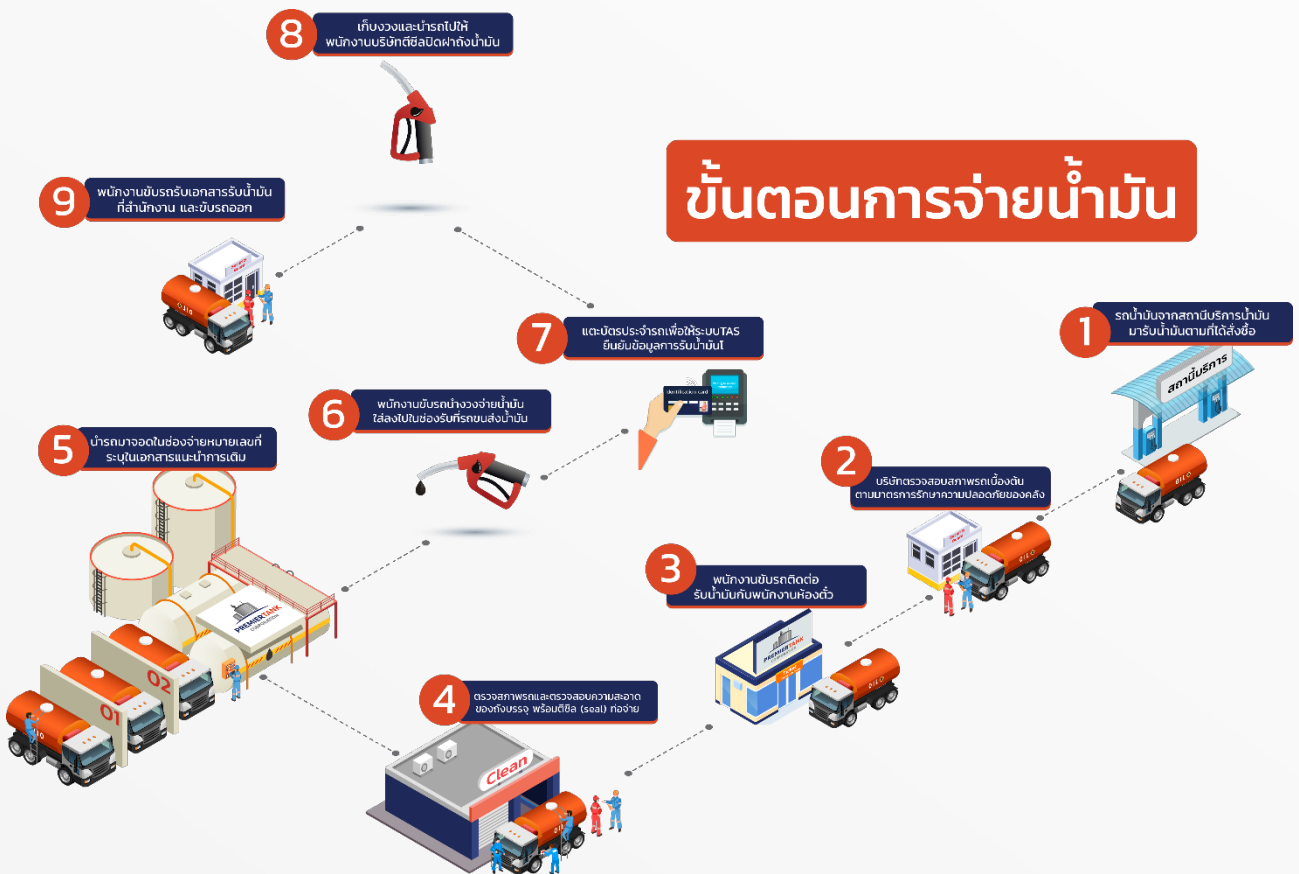 ขั้นตอนการจ่ายน้ำมัน
1
รถน้ำมันจากสถานีบริการน้ำมัน
มารับน้ำมันตามที่ได้สั่งซื้อ
สถานีบริการ
OIL
2
บริษัทตรวจสอบสภาพรถเบื้องต้น
ตามมาตรการรักษาความปลอดภัยของคลัง
OIL
3
พนักงานขับรถติดต่อ
รับน้ำมันกับพนักงานห้องตั๋ว
PREMIERTANK
CORPORATION
OIL
4
ตรวจสภาพรถและตรวจสอบความสะอาด
ของถังบรรจุ พร้อมตีซีล (seal) ท่อจ่าย
Clean
OIL
5
นำรถมาจอดในช่องจ่ายหมายเลขที่
ระบุในเอกสารแนะนำการเติม
PREMIERTANK
CORPORATION
02
01
6
พนักงานขับรถนำงวงจ่ายน้ำมัน
ใส่ลงไปในช่องรับที่รถขนส่งน้ำมัน
7
แตะบัตรประจำรถเพื่อให้ระบบTAS
ยืนยันข้อมูลการรับน้ำมันโ
identification card
8
เก็บงวงและนำรถไปให้
พนักงานบริษัทตีซีลปิดฝาถังน้ำมัน
9
พนักงานขับรถรับเอกสารรับน้ำมัน
ที่สำนักงาน และขับรถออก